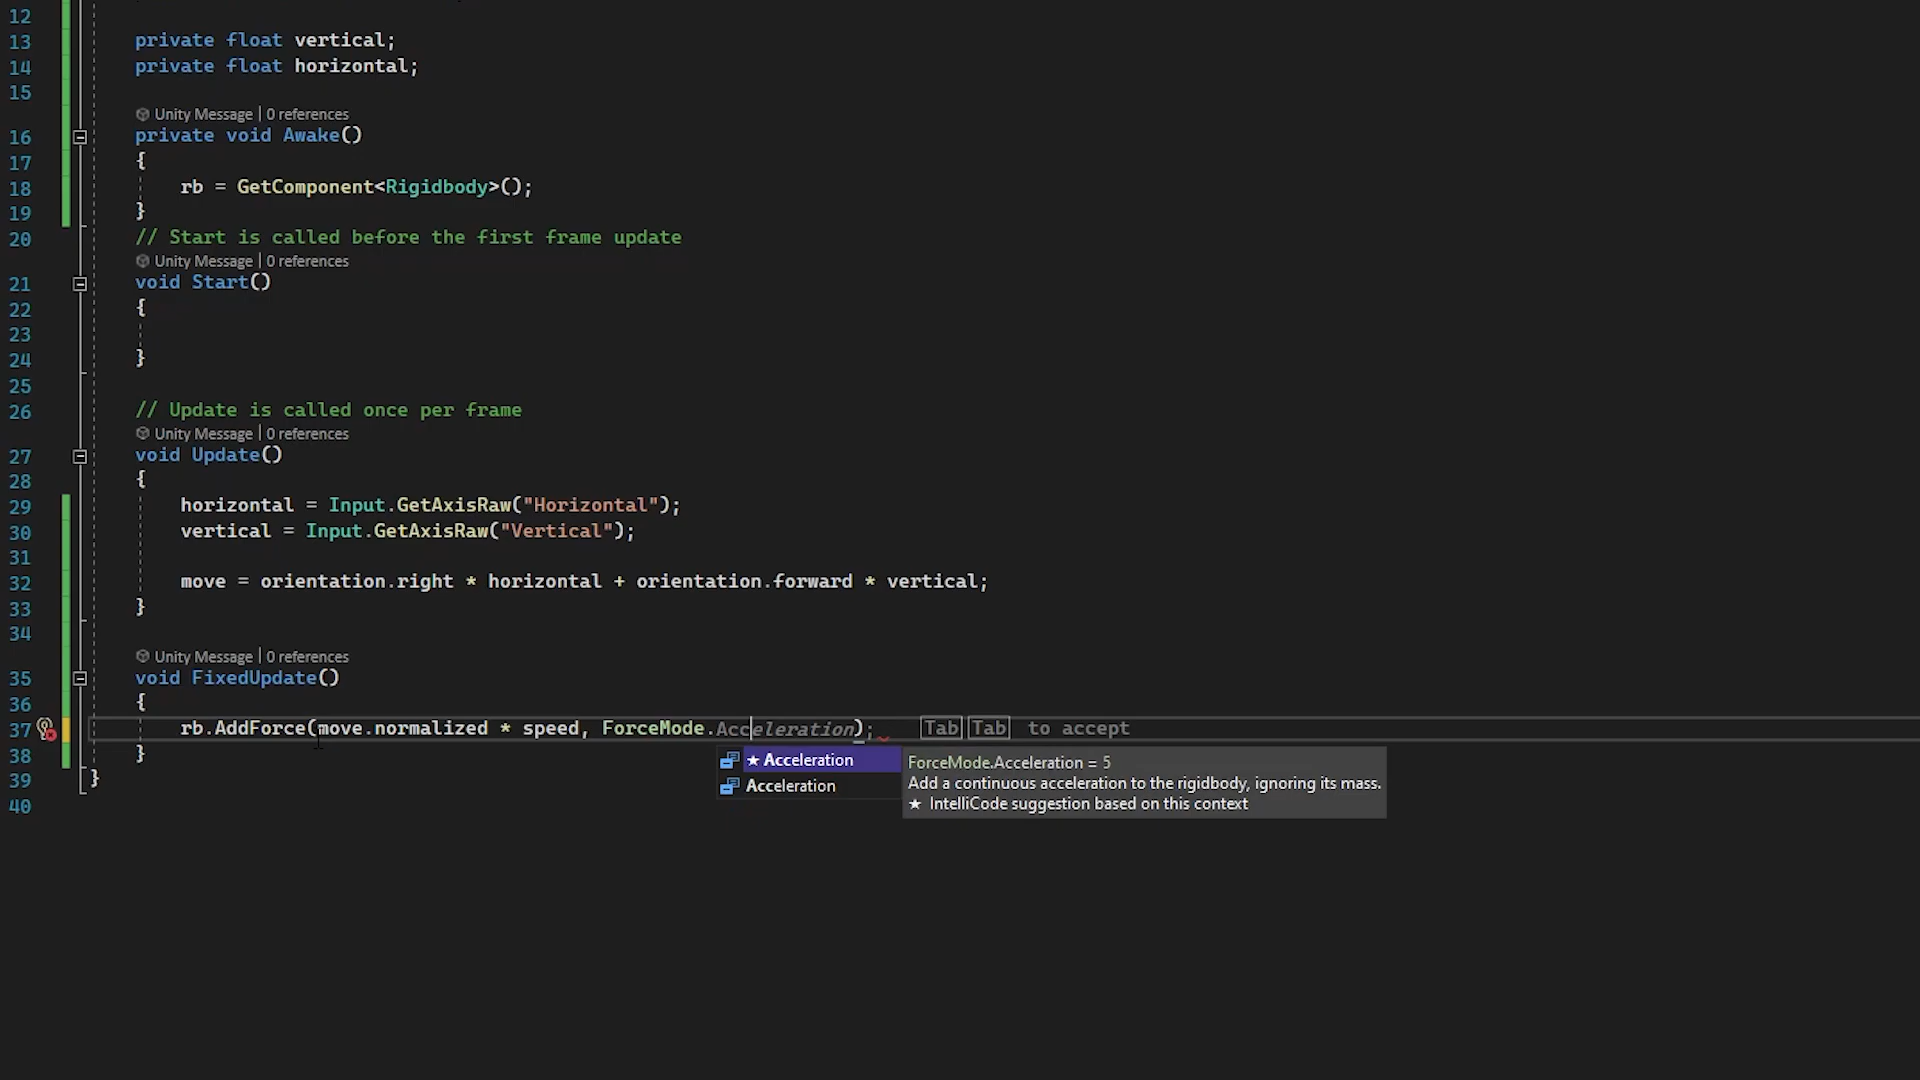 12
13 private float vertical;
14 private float horizontal;
15
Unity Message | 0 references
16 private void Awake()
17 {
18 rb = GetComponent<Rigidbody>();
19 }
20 // Start is called before the first frame update
Unity Message | 0 references
21 void Start()
22 {
23
24 }
25
26 // Update is called once per frame
Unity Message | 0 references
27 void Update()
28 {
29 horizontal = Input.GetAxisRaw("Horizontal");
30 vertical = Input.GetAxisRaw("Vertical");
31
32 move = orientation.right * horizontal + orientation.forward * vertical;
33 }
34
Unity Message | 0 references
35 void FixedUpdate()
36 {
37 rb.AddForce(move.normalized * speed, ForceMode.Acceleration); Tab Tab to accept
38 }
39 }
40
★ Acceleration
Acceleration
ForceMode.Acceleration = 5
Add a continuous acceleration to the rigidbody, ignoring its mass.
★ IntelliCode suggestion based on this context